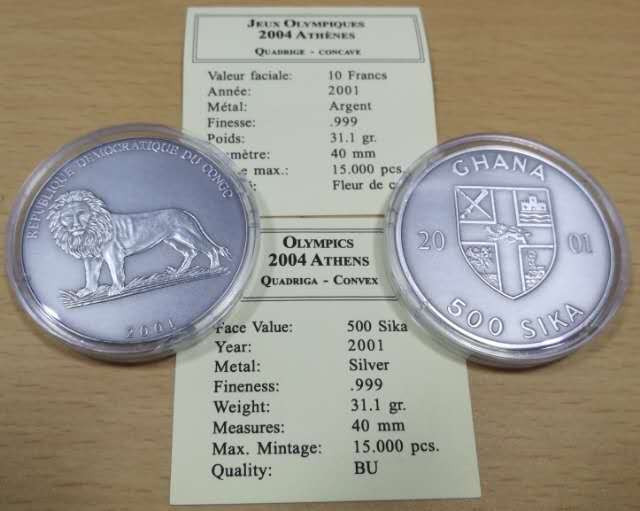 JEUX OLYMPIQUES
2004 ATHÈNES
QUADRIGE - CONCAVE
Valeur faciale: 10 Francs
Année: 2001
Métal: Argent
Finesse: .999
Poids: 31.1 gr.
40 mm
max.: 15.000 pcs.
Fleur de
REPUBLIQUE DEMOCRATIQUE DU CONGO
2001
GHANA
20 01
500 SIKA
OLYMPICS
2004 ATHENS
QUADRIGA - CONVEX
Face Value: 500 Sika
Year: 2001
Metal: Silver
Fineness: .999
Weight: 31.1 gr.
Measures: 40 mm
Max. Mintage: 15.000 pcs.
Quality: BU